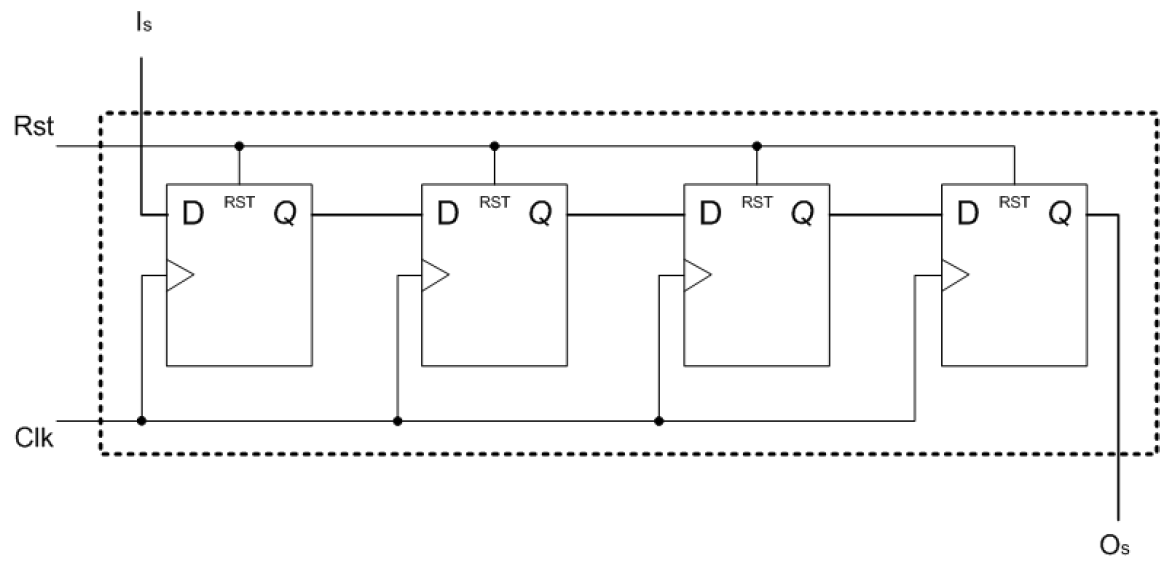 Is
Rst
D RST Q
D RST Q
D RST Q
D RST Q
Clk
Os